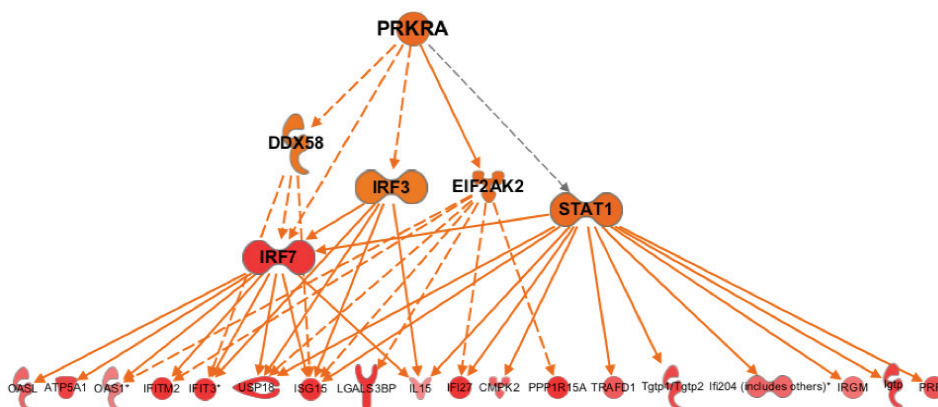 PRKRA
DDX58
IRF3
EIF2AK2
STAT1
IRF7
OASL ATP5A1 OAS1* IFITM2 IFIT3* USP18 ISG15 LGALS3BP IL15 IFI27 CMPK2 PPP1R15A TRAFD1 Tgtp1/Tgtp2 Ifi204 (includes others)* IRGM Igtp